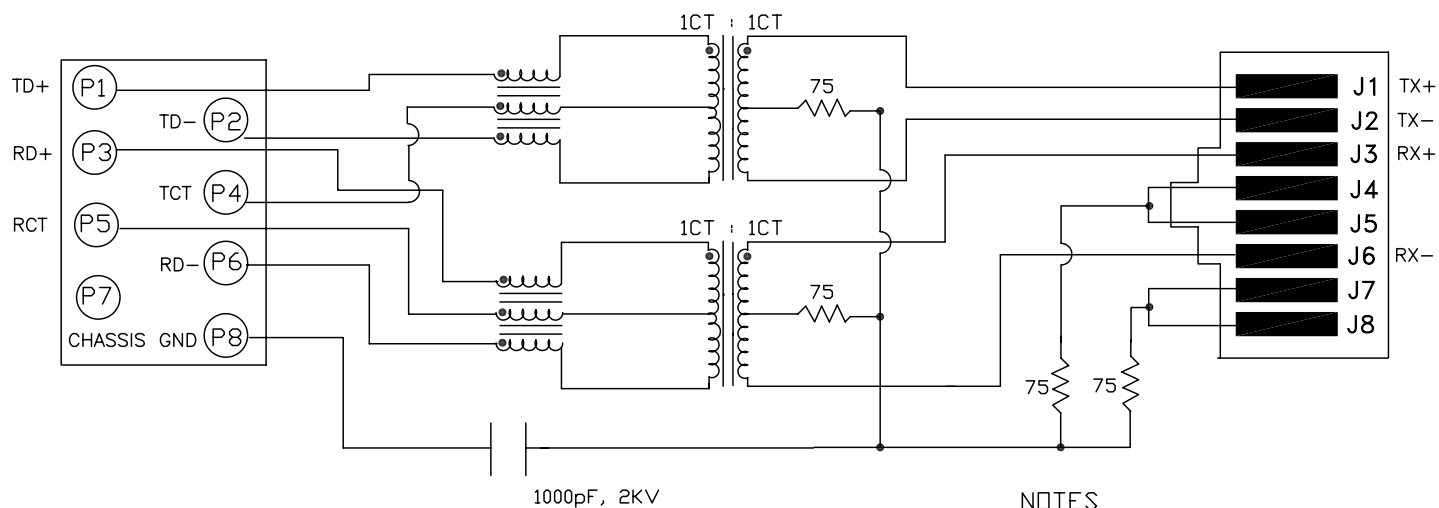 1CT : 1CT
TD+ P1
TD- P2
RD+ P3
TCT P4
RCT P5
RD- P6
P7
CHASSIS GND P8
75
1CT : 1CT
75
75
75
1000pF, 2KV
J1 TX+
J2 TX-
J3 RX+
J4
J5
J6 RX-
J7
J8
NOTES